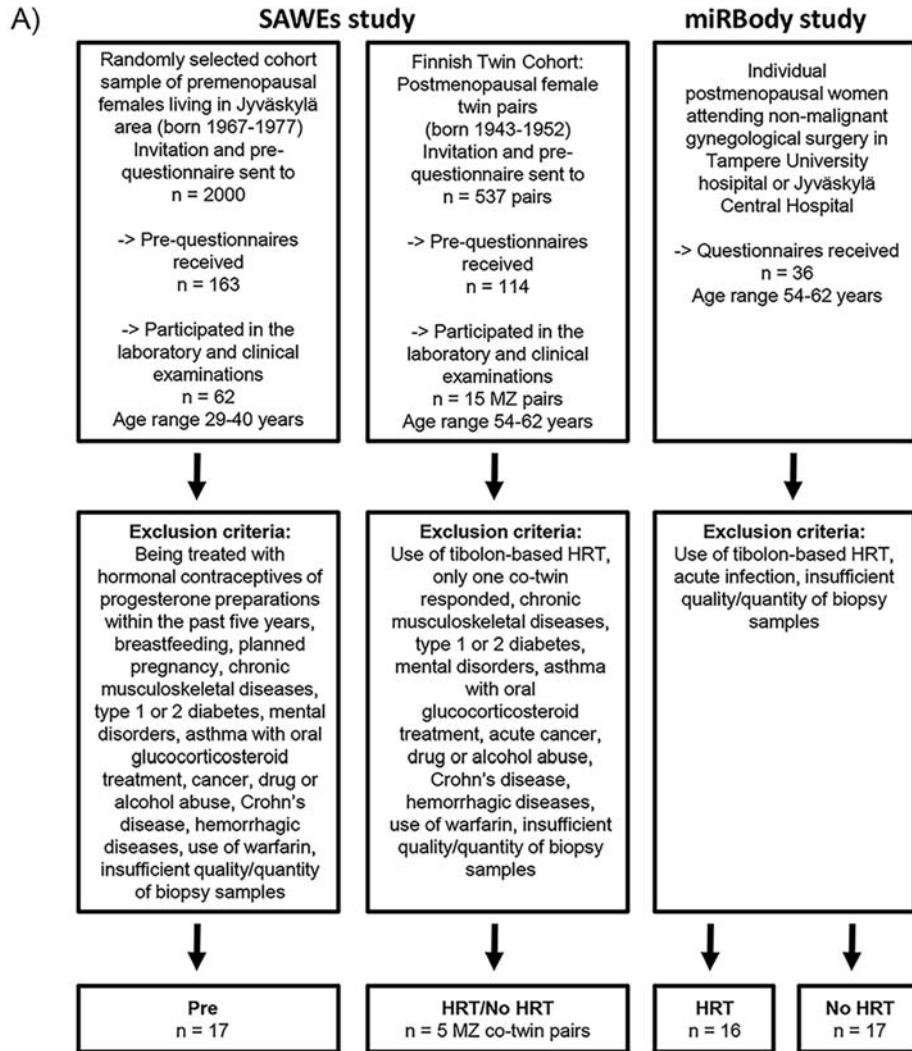 A)
SAWEs study
miRBody study
Randomly selected cohort
sample of premenopausal
females living in Jyväskylä
area (born 1967-1977)
Invitation and pre-
questionnaire sent to
n = 2000
-> Pre-questionnaires
received
n = 163
-> Participated in the
laboratory and clinical
examinations
n = 62
Age range 29-40 years
Finnish Twin Cohort:
Postmenopausal female
twin pairs
(born 1943-1952)
Invitation and pre-
questionnaire sent to
n = 537 pairs
-> Pre-questionnaires
received
n = 114
-> Participated in the
laboratory and clinical
examinations
n = 15 MZ pairs
Age range 54-62 years
Individual
postmenopausal women
attending non-malignant
gynegological surgery in
Tampere University
hosipital or Jyväskylä
Central Hospital
-> Questionnaires received
n = 36
Age range 54-62 years
Exclusion criteria:
Being treated with
hormonal contraceptives of
progesterone preparations
within the past five years,
breastfeeding, planned
pregnancy, chronic
musculoskeletal diseases,
type 1 or 2 diabetes, mental
disorders, asthma with oral
glucocorticosteroid
treatment, cancer, drug or
alcohol abuse, Crohn's
disease, hemorrhagic
diseases, use of warfarin,
insufficient quality/quantity
of biopsy samples
Exclusion criteria:
Use of tibolon-based HRT,
only one co-twin
responded, chronic
musculoskeletal diseases,
type 1 or 2 diabetes,
mental disorders, asthma
with oral
glucocorticosteroid
treatment, acute cancer,
drug or alcohol abuse,
Crohn's disease,
hemorrhagic diseases,
use of warfarin, insufficient
quality/quantity of biopsy
samples
Exclusion criteria:
Use of tibolon-based HRT,
acute infection, insufficient
quality/quantity of biopsy
samples
Pre
n = 17
HRT/No HRT
n = 5 MZ co-twin pairs
HRT
n = 16
No HRT
n = 17